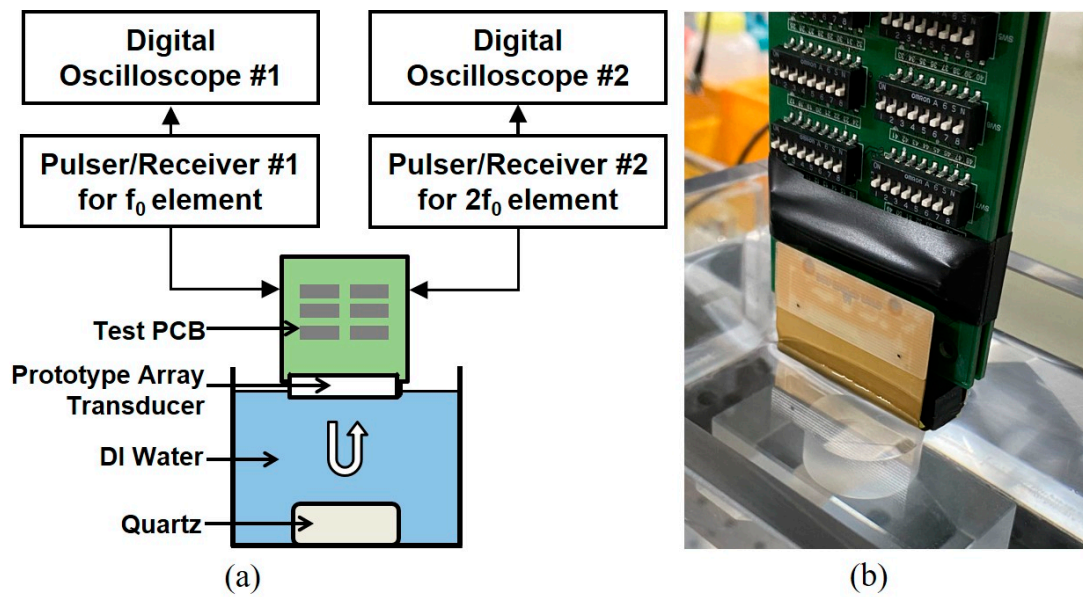 Digital
Oscilloscope #1
Digital
Oscilloscope #2
Pulser/Receiver #1
for f₀ element
Pulser/Receiver #2
for 2f₀ element
Test PCB
Prototype Array
Transducer
DI Water
Quartz
(a)
(b)